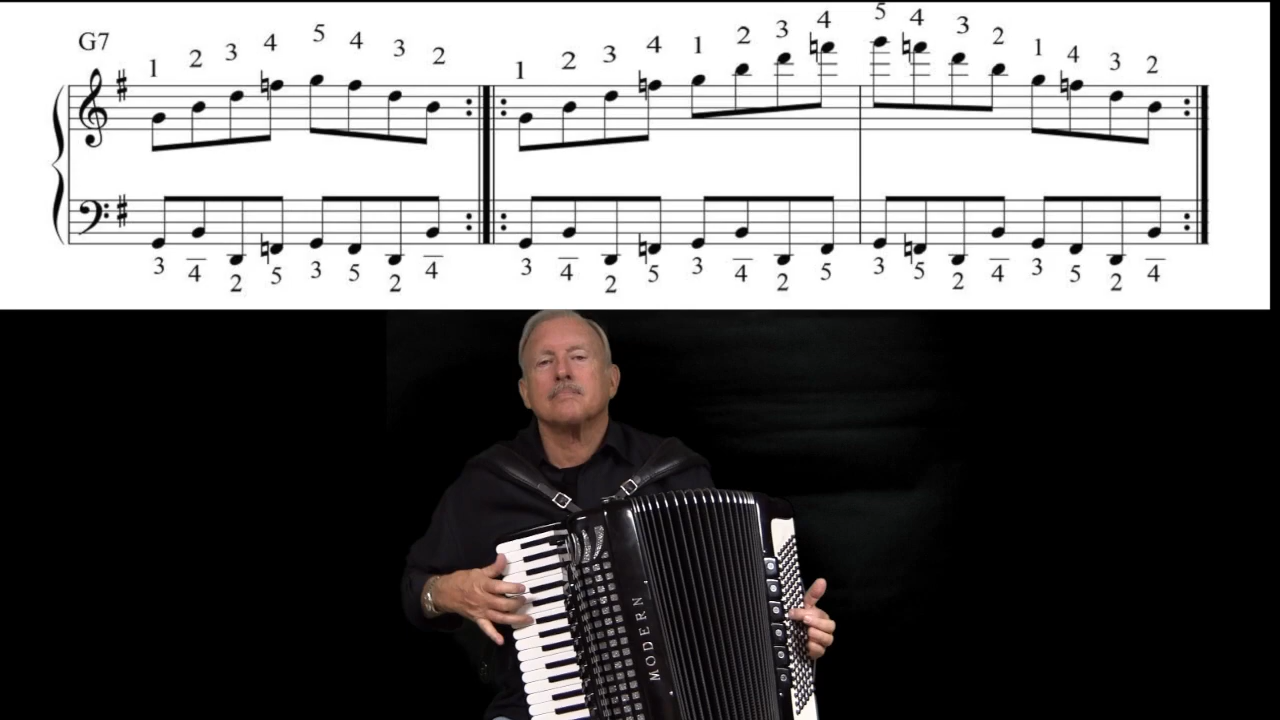 G7
1 2 3 4 5 4 3 2 1 2 3 4 1 2 3 4 5 4 3 2 1 4 3 2
3 4 2 5 3 5 2 4 3 4 2 5 3 4 2 5 3 5 2 4 3 5 2 4
MODERN